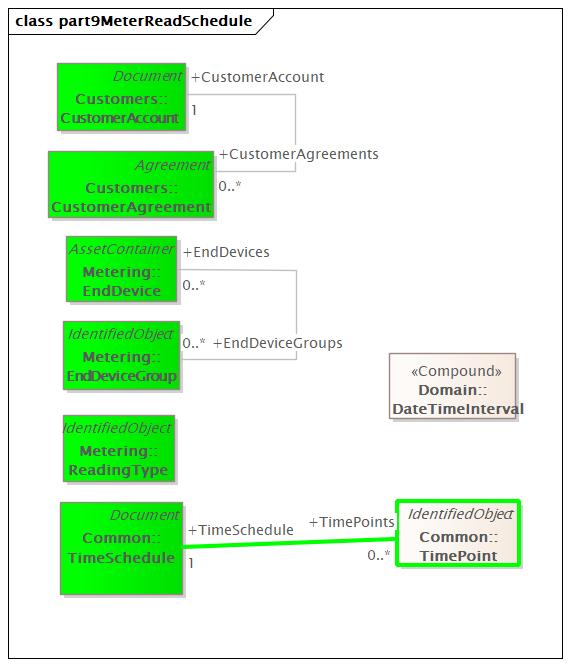 class part9MeterReadSchedule
Document
Customers::
CustomerAccount
+CustomerAccount
1
+CustomerAgreements
0..*
Agreement
Customers::
CustomerAgreement
AssetContainer
Metering::
EndDevice
+EndDevices
0..*
IdentifiedObject
Metering::
EndDeviceGroup
0..* +EndDeviceGroups
«Compound»
Domain::
DateTimeInterval
IdentifiedObject
Metering::
ReadingType
Document
Common::
TimeSchedule
+TimeSchedule
1
+TimePoints
0..*
IdentifiedObject
Common::
TimePoint